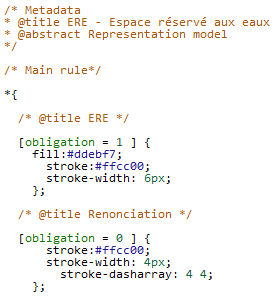 /* Metadata
* @title ERE - Espace réservé aux eaux
* @abstract Representation model
*/
/* Main rule*/
*{
/* @title ERE */
[obligation = 1 ] {
fill:#ddebf7;
stroke:#ffcc00;
stroke-width: 6px;
};
/* @title Renonciation */
[obligation = 0 ] {
stroke:#ffcc00;
stroke-width: 4px;
stroke-dasharray: 4 4;
};